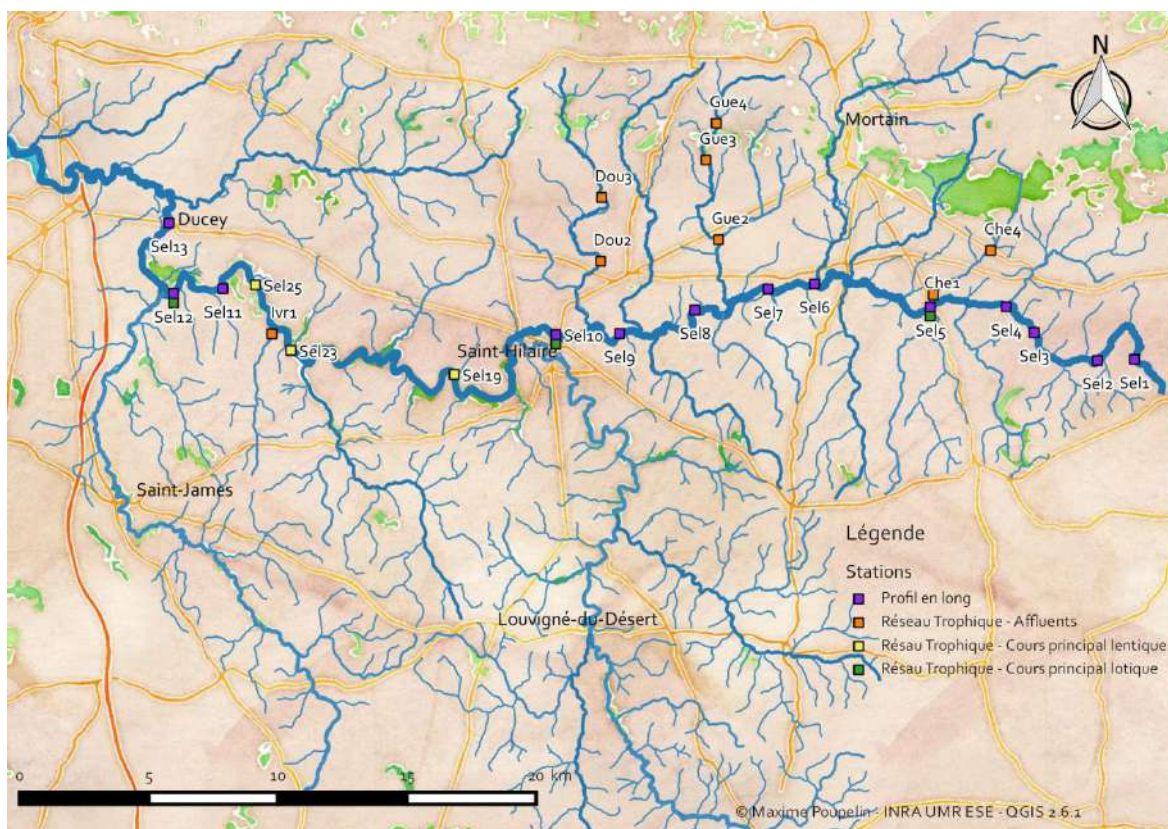 N
Gue4
Mortain
Gue3
Dou3
Ducey
Gue2
Che4
Sel13
Dou2
Sel25
Che1
Sel12
Sel11
Ivr1
Sel7
Sel6
Sel10
Sel8
Sel5
Sel4
Sel9
Sel23
Saint-Hilaire
Sel3
Sel19
Sel2
Sel1
Saint-James
Légende
Stations
Louvigné-du-Désert
Profil en long
Réseau Trophique - Affluents
Résau Trophique - Cours principal lentique
Résau Trophique - Cours principal lotique
0 5 10 15 20 km
© Maxime Poupelin - INRA UMR ESE - QGIS 2.6.1